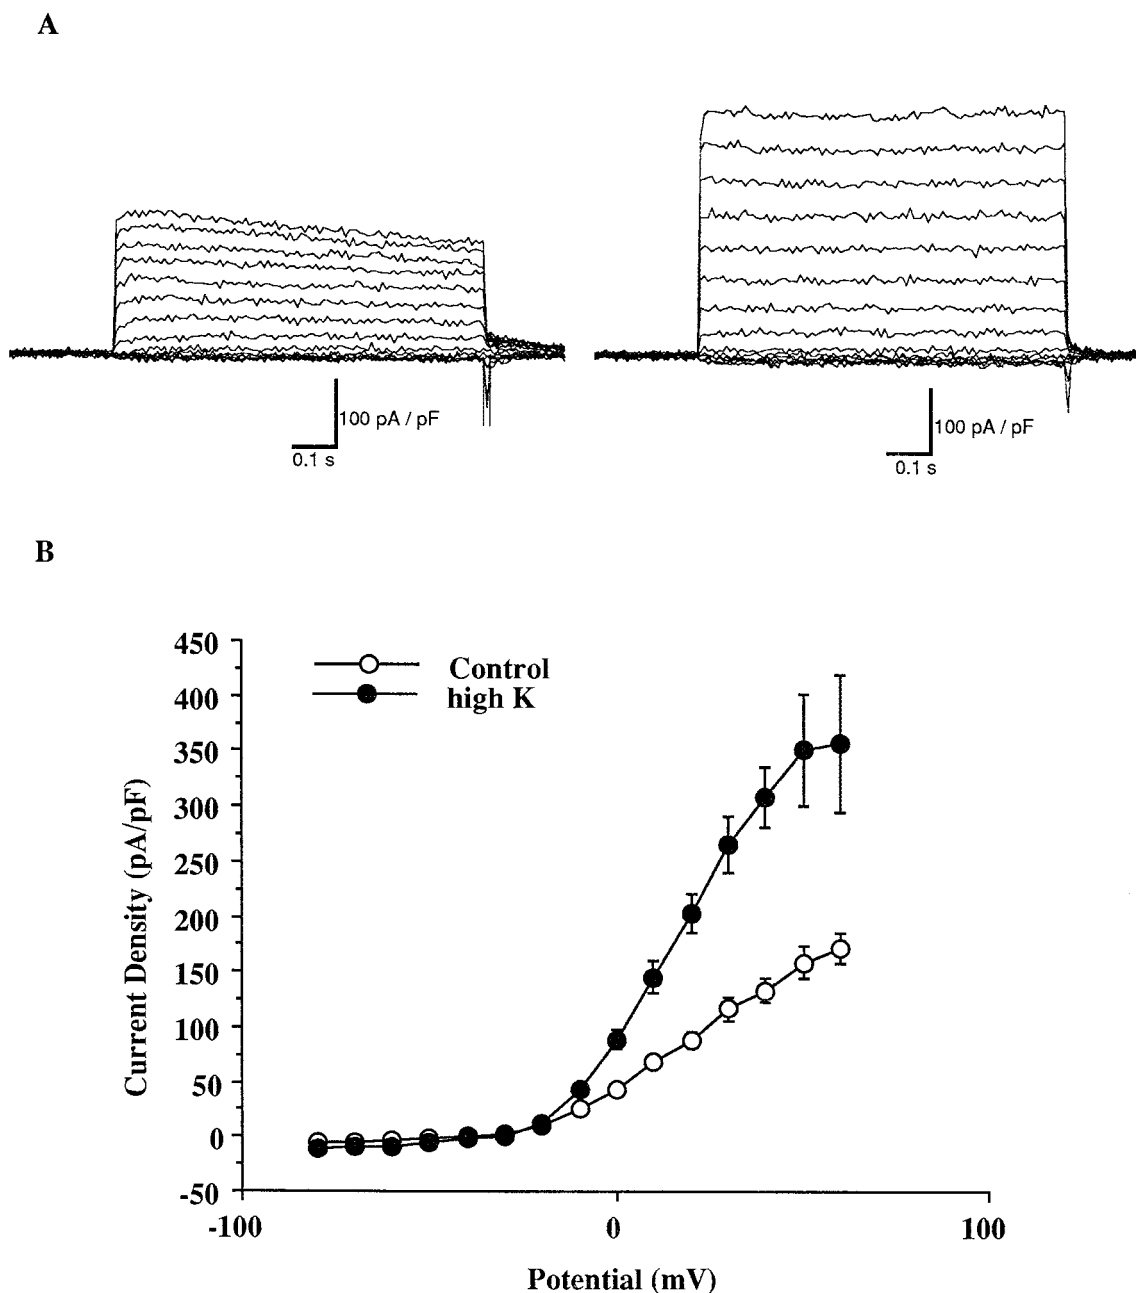 A
100 pA / pF
0.1 s
100 pA / pF
0.1 s
B
450
400
350
300
250
200
150
100
50
0
-50
Control
high K
Current Density (pA/pF)
-100
0
100
Potential (mV)